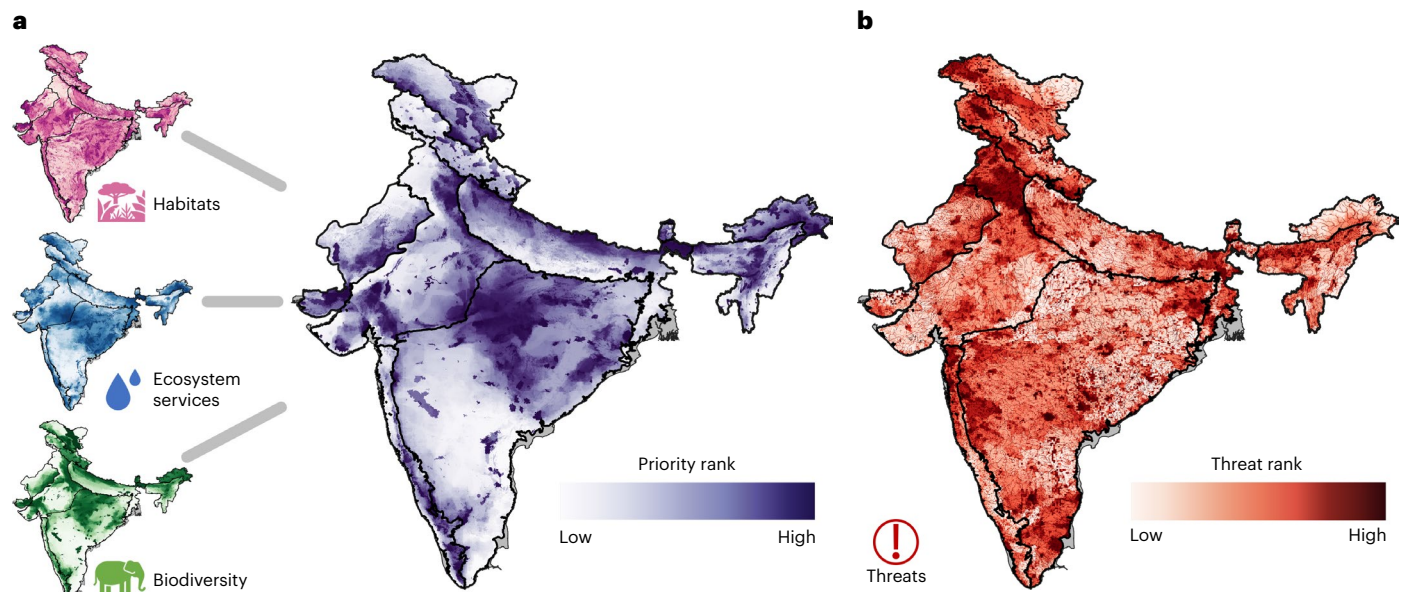 a
Habitats
Ecosystem
services
Biodiversity
Priority rank
Low
High
b
Threats
Threat rank
Low
High